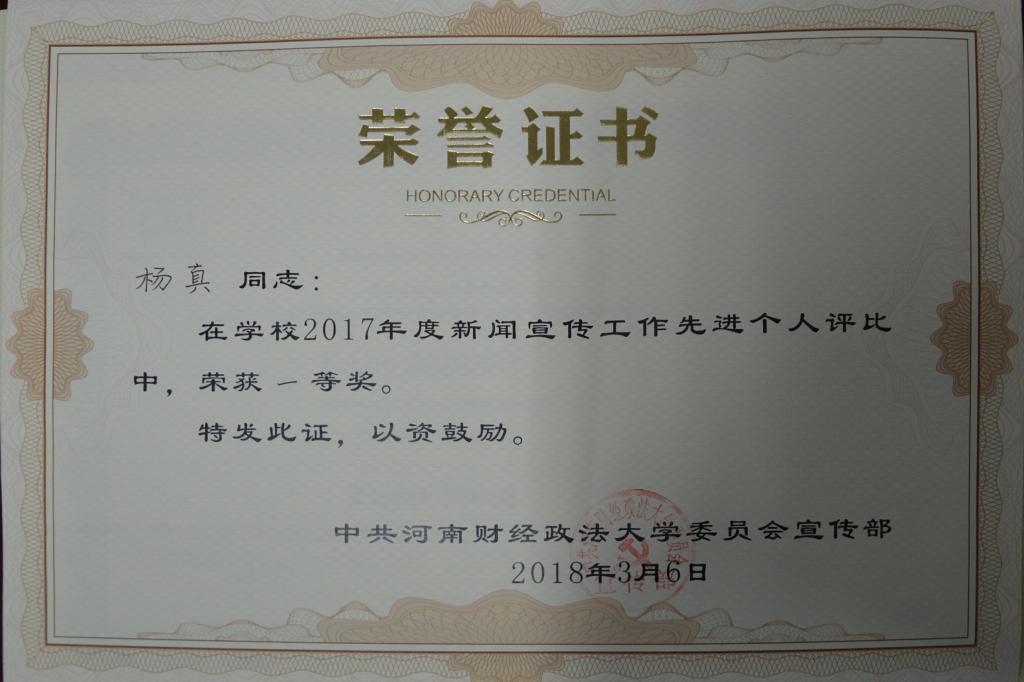 荣誉证书
HONORARY CREDENTIAL
杨真 同志：
在学校2017年度新闻宣传工作先进个人评比
中，荣获 一 等奖。
特发此证，以资鼓励。
中共河南财经政法大学委员会宣传部
2018年3月6日